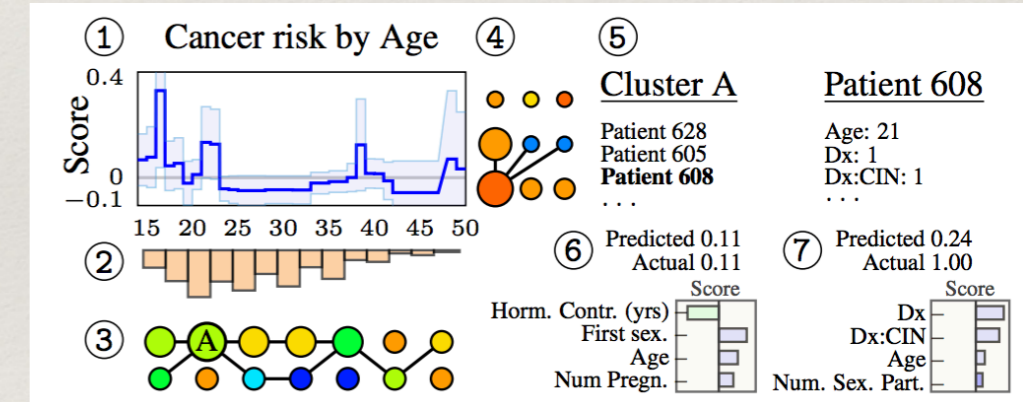 ① Cancer risk by Age
Score
0.4
0
−0.1
15 20 25 30 35 40 45 50
②
③
A
④
⑤
Cluster A
Patient 628
Patient 605
Patient 608
. . .
Patient 608
Age: 21
Dx: 1
Dx:CIN: 1
. . .
⑥ Predicted 0.11
Actual 0.11
Score
Horm. Contr. (yrs)
First sex.
Age
Num Pregn.
⑦ Predicted 0.24
Actual 1.00
Score
Dx
Dx:CIN
Age
Num. Sex. Part.